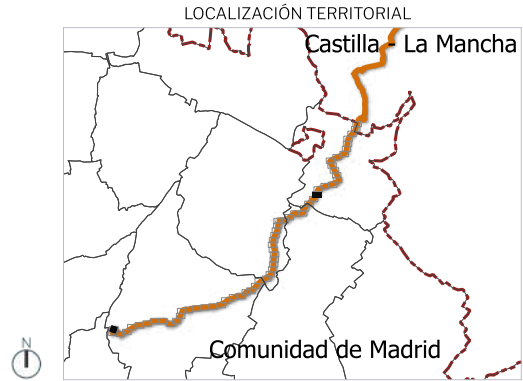 LOCALIZACIÓN TERRITORIAL
Castilla - La Mancha
Comunidad de Madrid
N